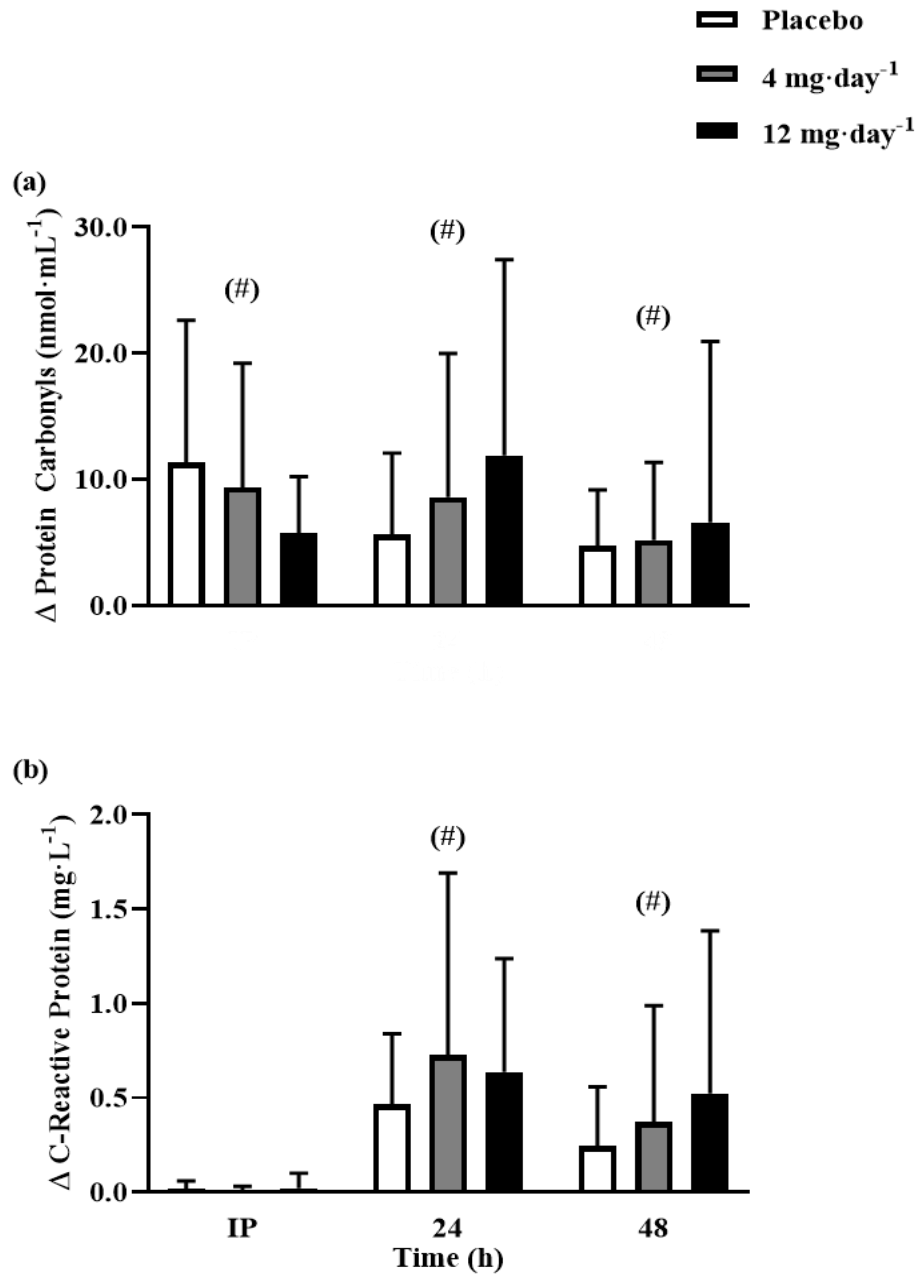 Placebo
4 mg·day⁻¹
12 mg·day⁻¹
(a)
Δ Protein Carbonyls (nmol·mL⁻¹)
30.0
20.0
10.0
0.0
(#)
(#)
(#)
(b)
Δ C-Reactive Protein (mg·L⁻¹)
2.0
1.5
1.0
0.5
0.0
(#)
(#)
IP 24 48
Time (h)